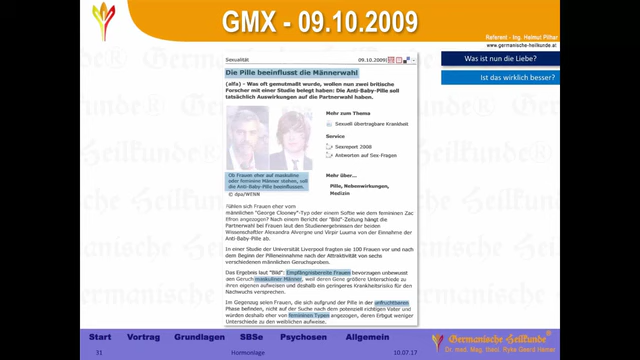 GMX - 09.10.2009
Referent - Ing. Helmut Pilhar
www.germanische-heilkunde.at
Was ist nun die Liebe?
Ist das wirklich besser?
Sexualität 09.10.2009
Die Pille beeinflusst die Männerwahl
(aifa) - Was oft gemutmaßt wurde, wollen nun zwei britische
Forscher mit einer Studie belegt haben: Die Anti-Baby-Pille soll
tatsächlich Auswirkungen auf die Partnerwahl haben.
Mehr zum Thema
Sexuell übertragbare Krankheit
Service
Sexreport 2008
Antworten auf Sex-Fragen
Mehr über...
Pille, Nebenwirkungen,
Medizin
Ob Frauen eher auf maskuline
oder feminine Männer stehen, soll
die Anti-Baby-Pille beeinflussen.
© dpa/WENN
Fühlen sich Frauen eher vom
männlichen "George Clooney"-Typ oder einem Softie wie dem femininen Zac
Efron angezogen? Nach einem Bericht der "Bild"-Zeitung hängt die
Partnerwahl bei Frauen laut den Studienergebnissen der beiden
Wissenschaftler Alexandra Alvergne und Virpir Luuma von der Einnahme der
Anti-Baby-Pille ab.
In einer Studie der Universität Liverpool fragten sie 100 Frauen vor und nach
dem Beginn der Pilleneinnahme nach der Attraktivität von sechs
verschiedenen männlichen Geruchsproben.
Das Ergebnis laut "Bild": Empfängnisbereite Frauen bevorzugen unbewusst
den Geruch maskuliner Männer, weil deren Gene größere Unterschiede zu
ihren eigenen aufweisen und deshalb ein geringeres Krankheitsrisiko für den
Nachwuchs versprechen.
Im Gegenzug seien Frauen, die sich aufgrund der Pille in der unfruchtbaren
Phase befinden, nicht auf der Suche nach dem potenziell richtigen Vater und
würden deshalb eher von femininen Typen angezogen, deren Erbgut weniger
Unterschiede zu den weiblichen aufweise.
Start Vortrag Grundlagen SBSe Psychosen Allgemein
Germanische Heilkunde®
Dr. med. Mag. theol. Ryke Geerd Hamer
31 Hormonlage 10.07.17